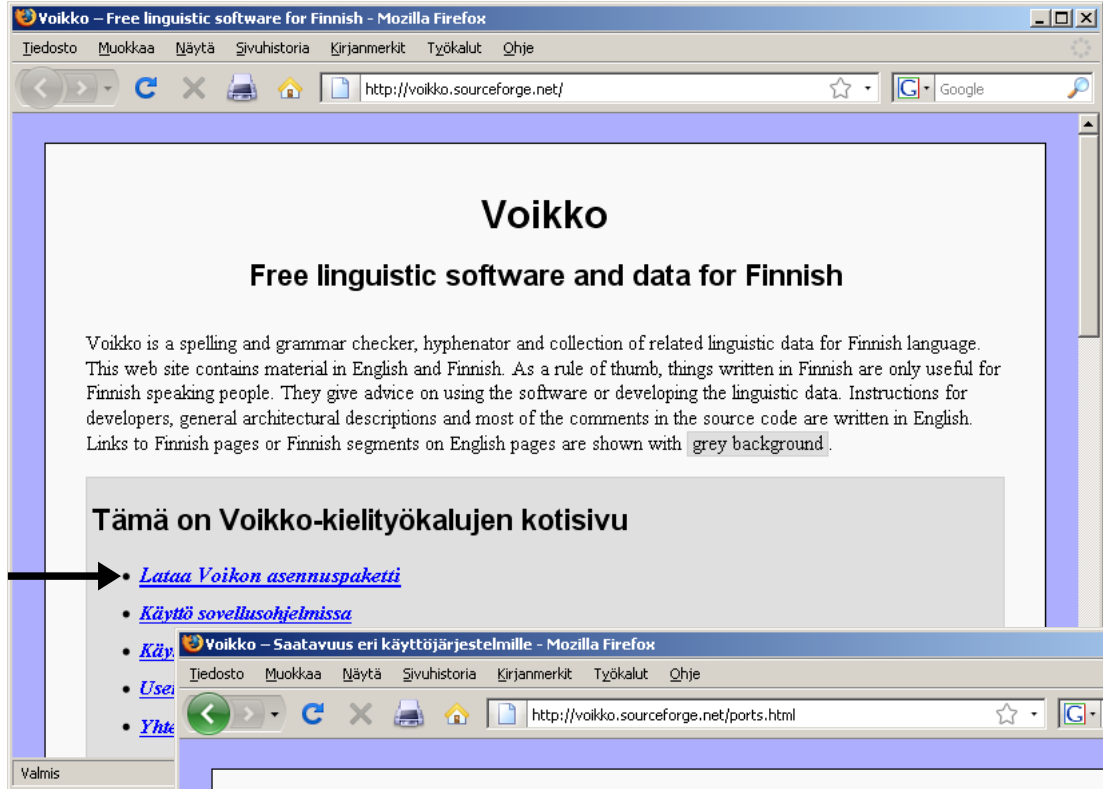 Voikko – Free linguistic software for Finnish - Mozilla Firefox
Tiedosto Muokkaa Näytä Sivuhistoria Kirjanmerkit Työkalut Ohje
http://voikko.sourceforge.net/ G Google
Voikko
Free linguistic software and data for Finnish
Voikko is a spelling and grammar checker, hyphenator and collection of related linguistic data for Finnish language.
This web site contains material in English and Finnish. As a rule of thumb, things written in Finnish are only useful for
Finnish speaking people. They give advice on using the software or developing the linguistic data. Instructions for
developers, general architectural descriptions and most of the comments in the source code are written in English.
Links to Finnish pages or Finnish segments on English pages are shown with grey background.
Tämä on Voikko-kielityökalujen kotisivu
Lataa Voikon asennuspaketti
Käyttö sovellusohjelmissa
Voikko – Saatavuus eri käyttöjärjestelmille - Mozilla Firefox
Tiedosto Muokkaa Näytä Sivuhistoria Kirjanmerkit Työkalut Ohje
http://voikko.sourceforge.net/ports.html G
Valmis